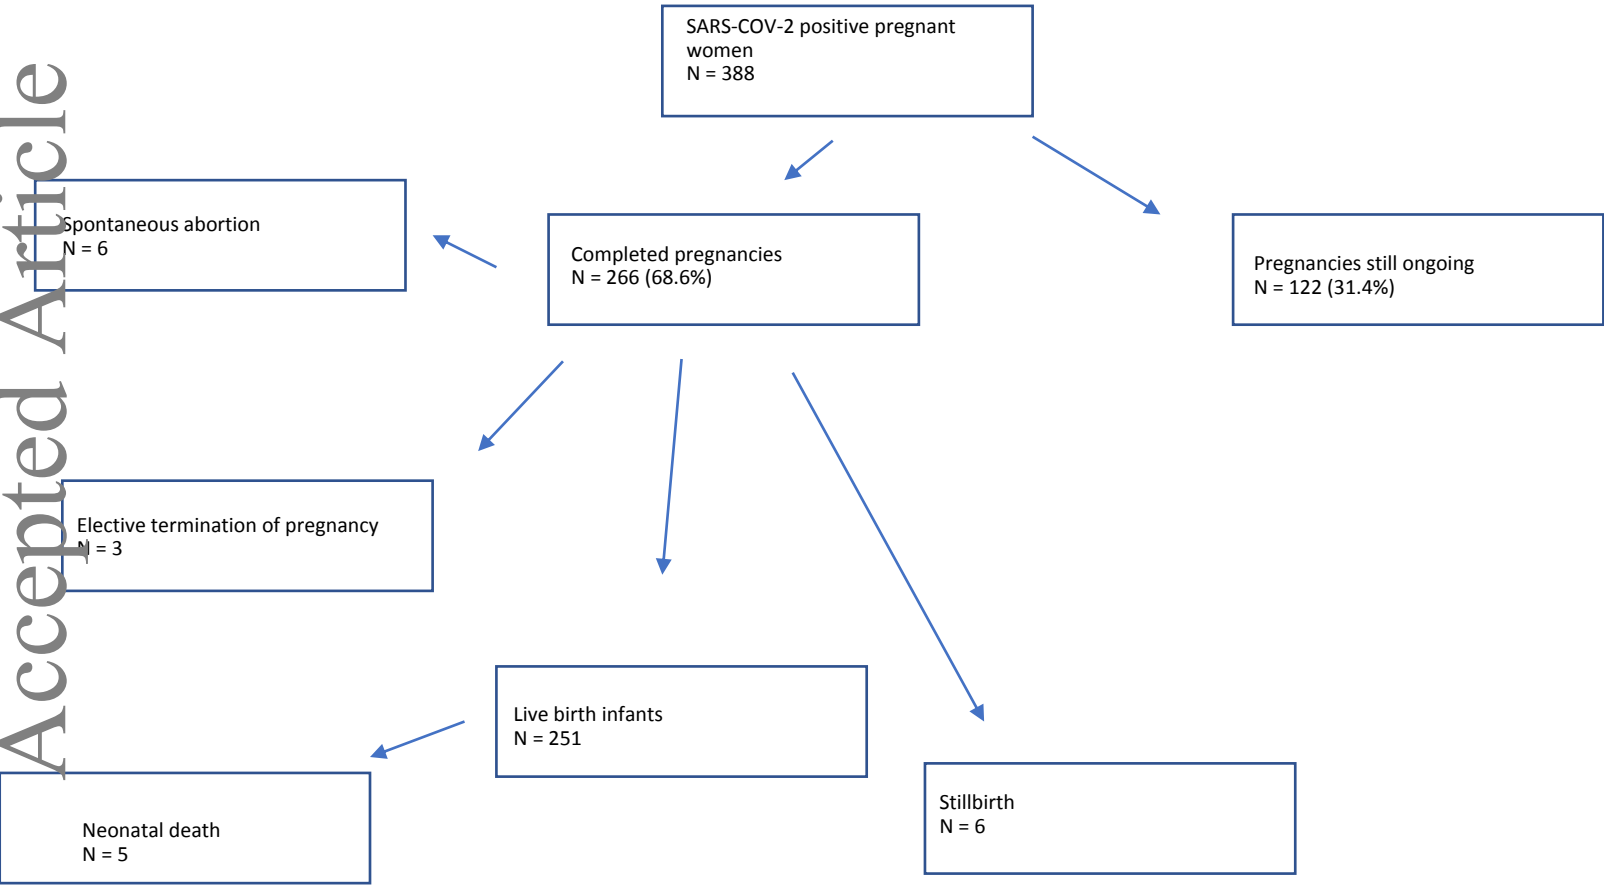 SARS-COV-2 positive pregnant
women
N = 388
Spontaneous abortion
N = 6
Completed pregnancies
N = 266 (68.6%)
Pregnancies still ongoing
N = 122 (31.4%)
Elective termination of pregnancy
N = 3
Live birth infants
N = 251
Stillbirth
N = 6
Neonatal death
N = 5
Accepted Article